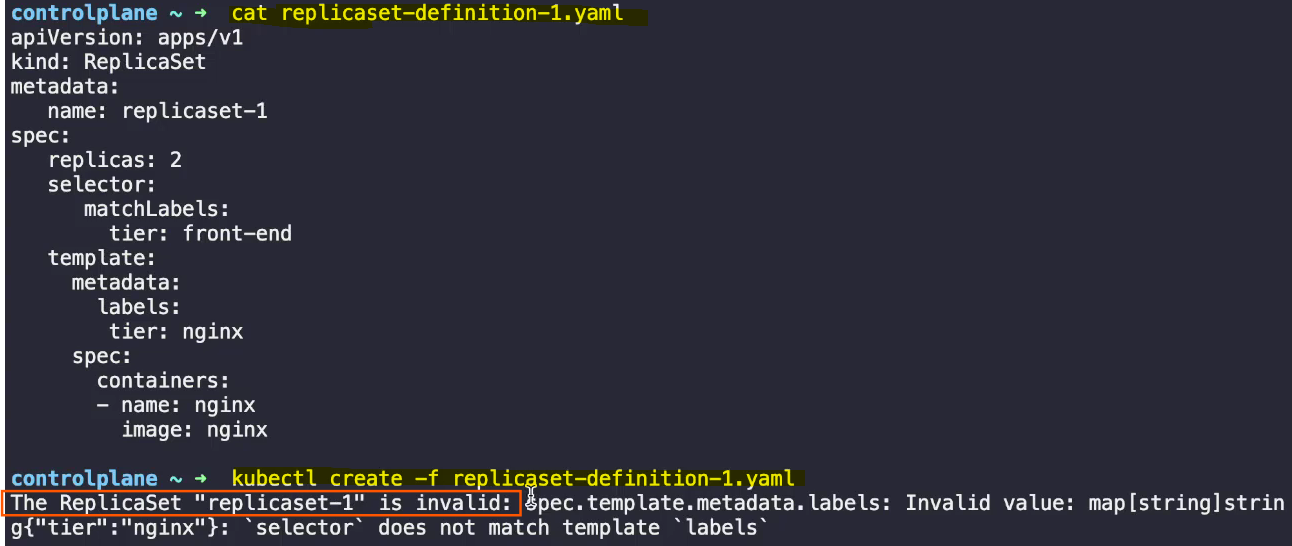 controlplane ~ ➜  cat replicaset-definition-1.yaml
apiVersion: apps/v1
kind: ReplicaSet
metadata:
   name: replicaset-1
spec:
   replicas: 2
   selector:
      matchLabels:
        tier: front-end
   template:
     metadata:
       labels:
        tier: nginx
     spec:
       containers:
       - name: nginx
         image: nginx

controlplane ~ ➜  kubectl create -f replicaset-definition-1.yaml
The ReplicaSet "replicaset-1" is invalid: spec.template.metadata.labels: Invalid value: map[string]strin
g{"tier":"nginx"}: `selector` does not match template `labels`